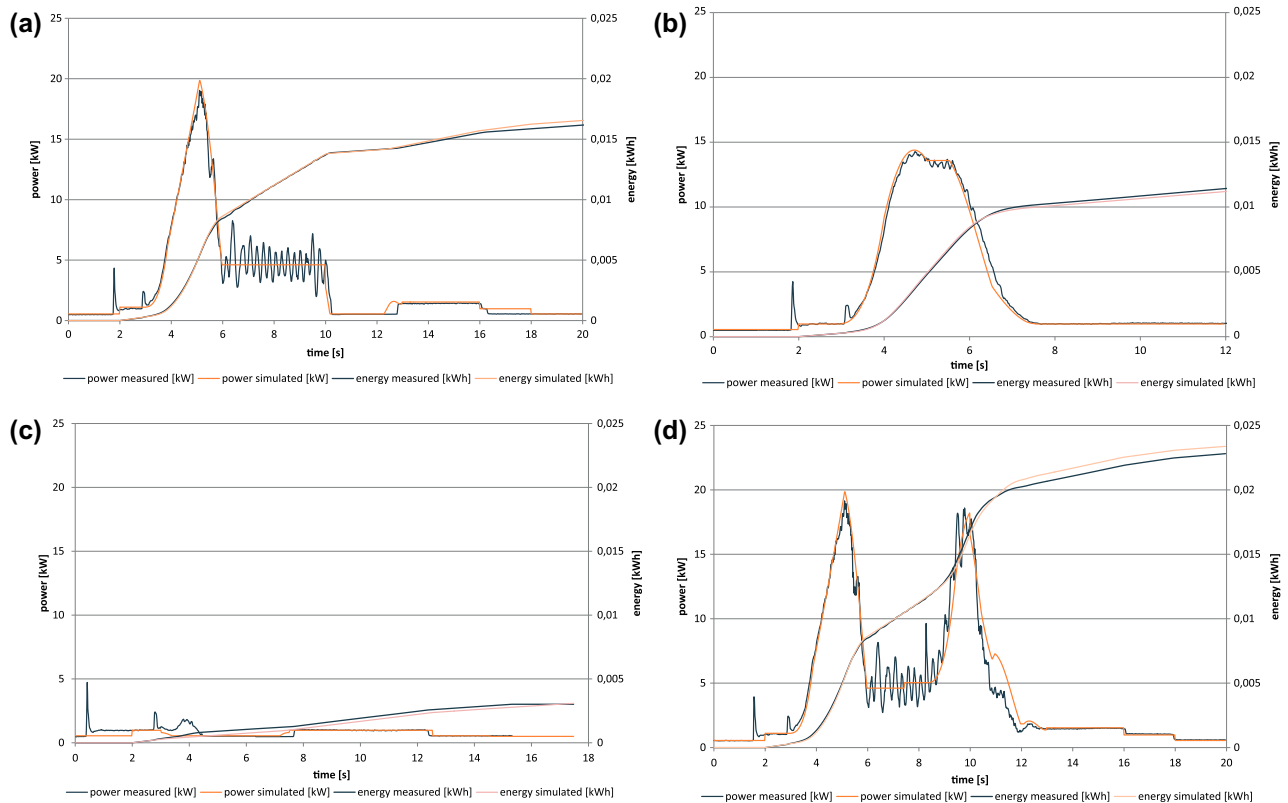 (a)
25
20
15
10
5
0
power [kW]
0,025
0,02
0,015
0,01
0,005
0
energy [kWh]
0 2 4 6 8 10 12 14 16 18 20
time [s]
power measured [kW] power simulated [kW] energy measured [kWh] energy simulated [kWh]
(b)
25
20
15
10
5
0
power [kW]
0,025
0,02
0,015
0,01
0,005
0
energy [kWh]
0 2 4 6 8 10 12
time [s]
power measured [kW] power simulated [kW] energy measured [kWh] energy simulated [kWh]
(c)
25
20
15
10
5
0
power [kW]
0,025
0,02
0,015
0,01
0,005
0
energy [kWh]
0 2 4 6 8 10 12 14 16 18
time [s]
power measured [kW] power simulated [kW] energy measured [kWh] energy simulated [kWh]
(d)
25
20
15
10
5
0
power [kW]
0,025
0,02
0,015
0,01
0,005
0
energy [kWh]
0 2 4 6 8 10 12 14 16 18 20
time [s]
power measured [kW] power simulated [kW] energy measured [kWh] energy simulated [kWh]